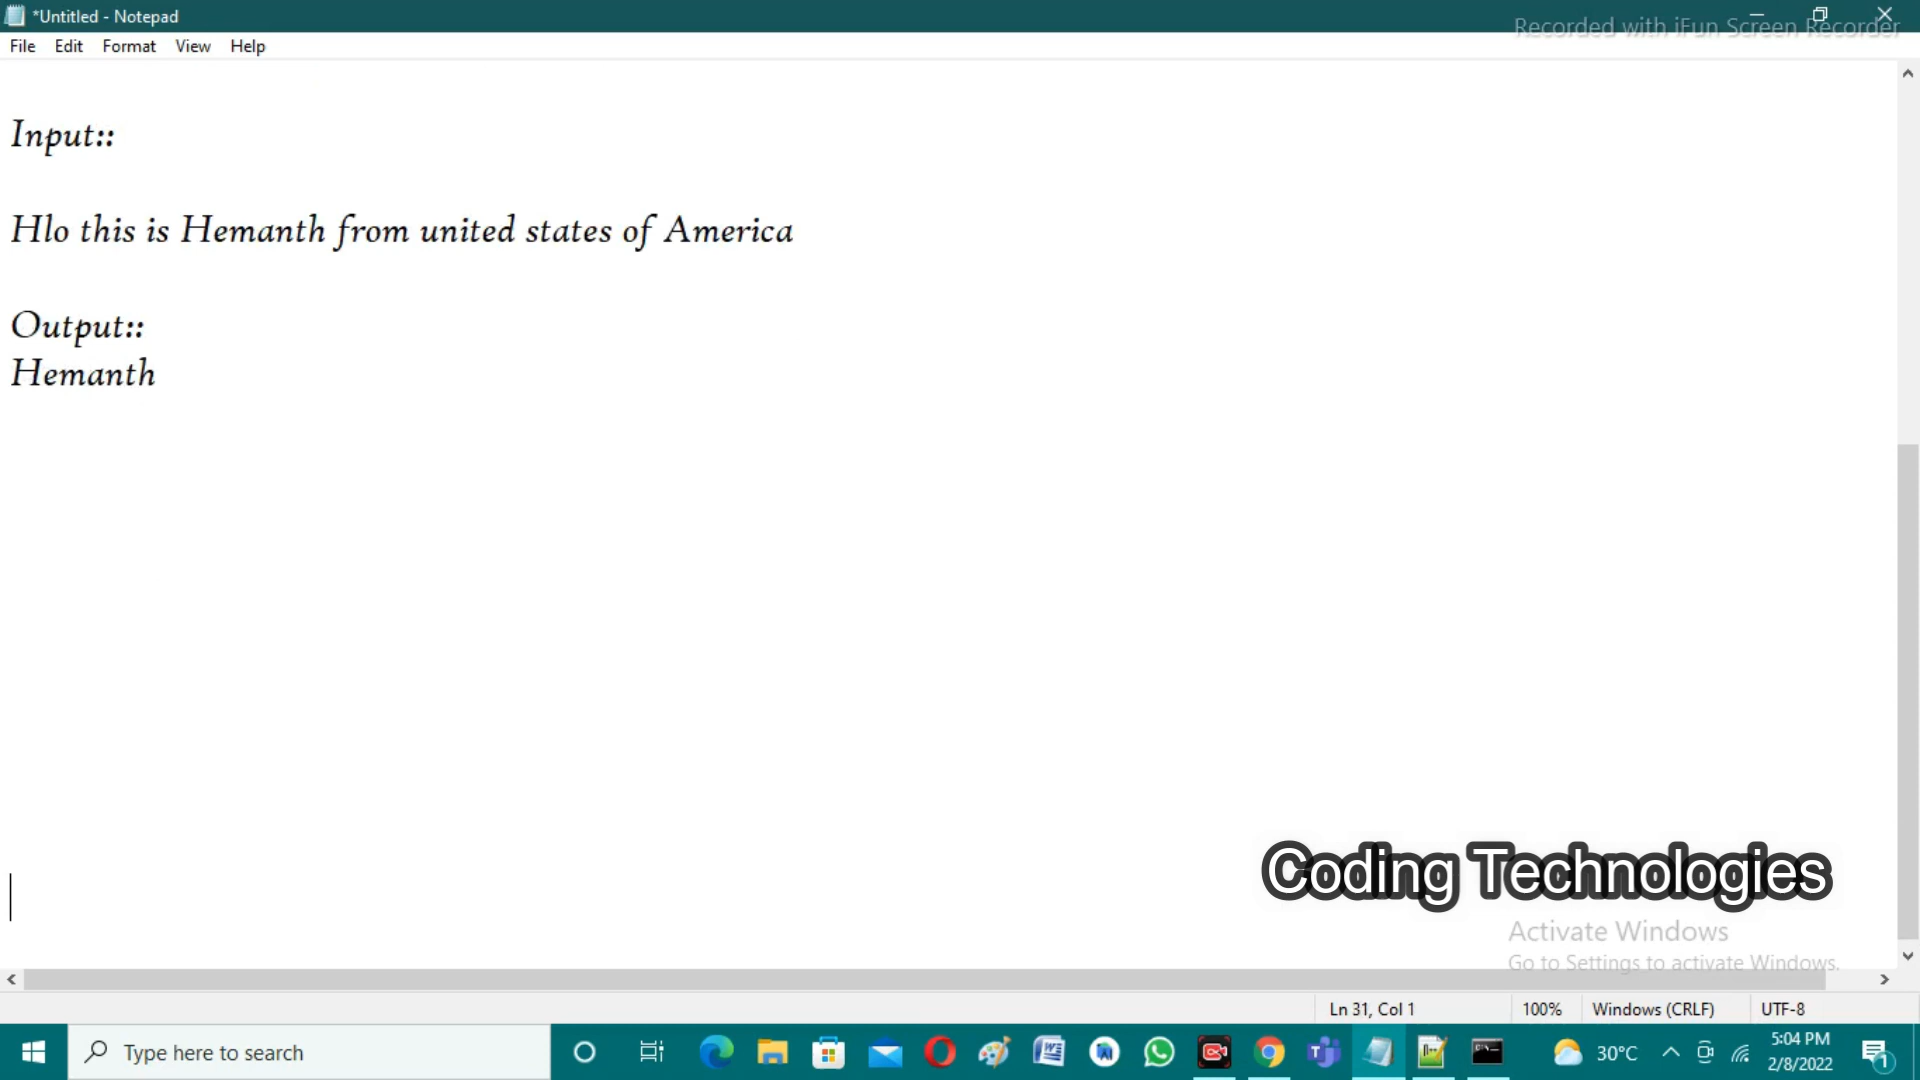 *Untitled - Notepad
Recorded with iFun Screen Recorder
File Edit Format View Help
Input::
Hlo this is Hemanth from united states of America
Output::
Hemanth
Coding Technologies
Activate Windows
Go to Settings to activate Windows.
Ln 31, Col 1 100% Windows (CRLF) UTF-8
Type here to search
30°C
5:04 PM
2/8/2022
1